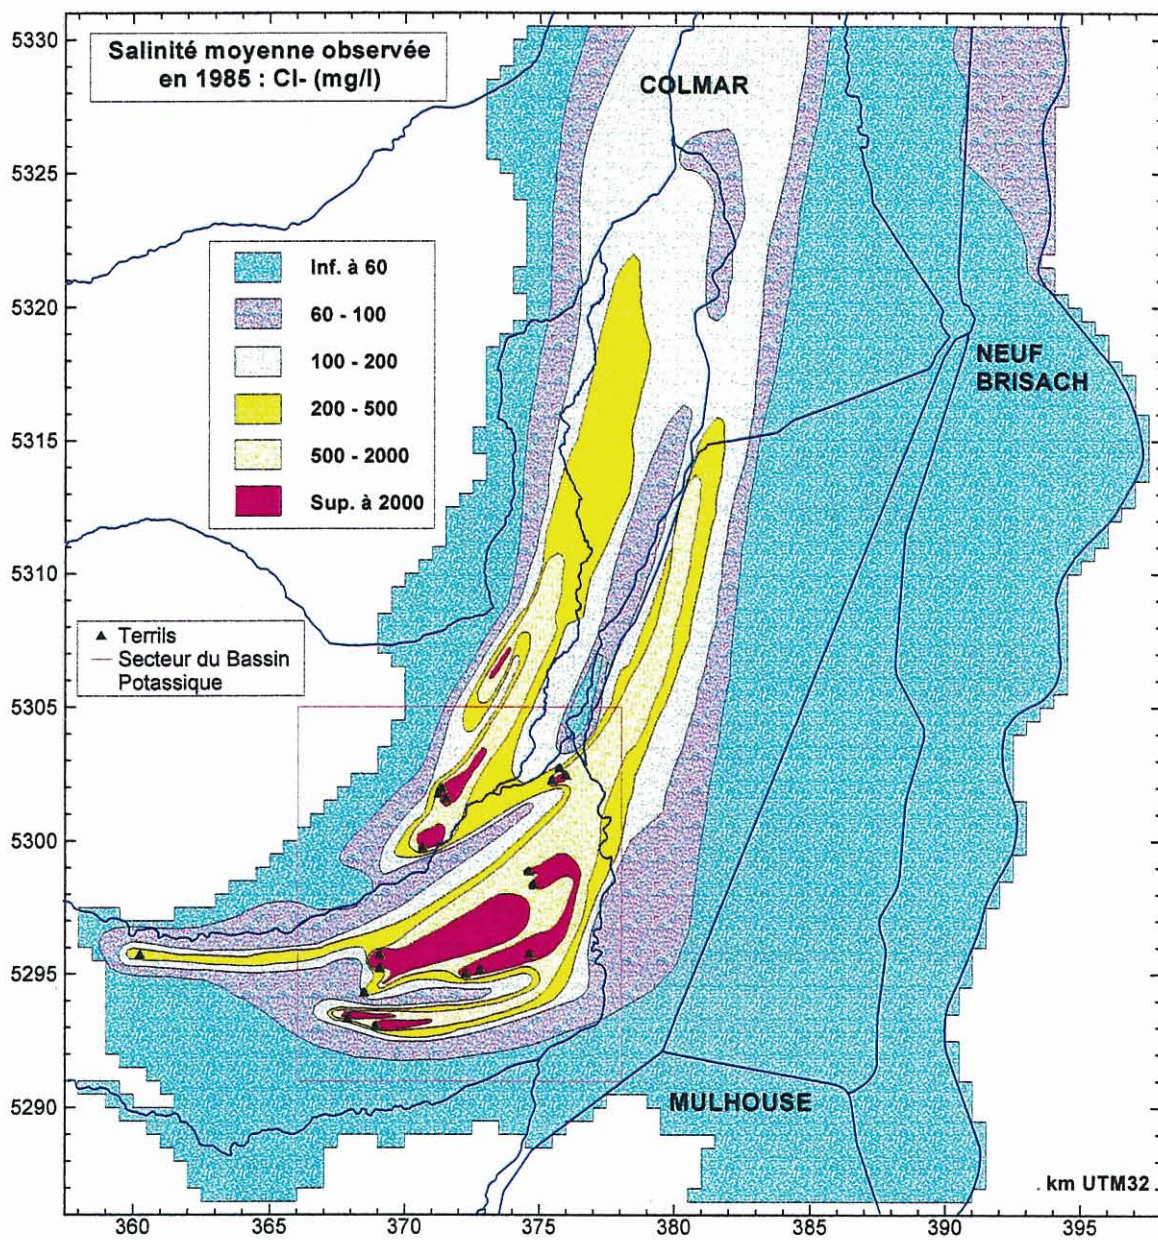 Salinité moyenne observée
en 1985 : Cl- (mg/l)
COLMAR
Inf. à 60
60 - 100
100 - 200
200 - 500
500 - 2000
Sup. à 2000
NEUF
BRISACH
Terrils
Secteur du Bassin
Potassique
MULHOUSE
. km UTM32
5330
5325
5320
5315
5310
5305
5300
5295
5290
360
365
370
375
380
385
390
395